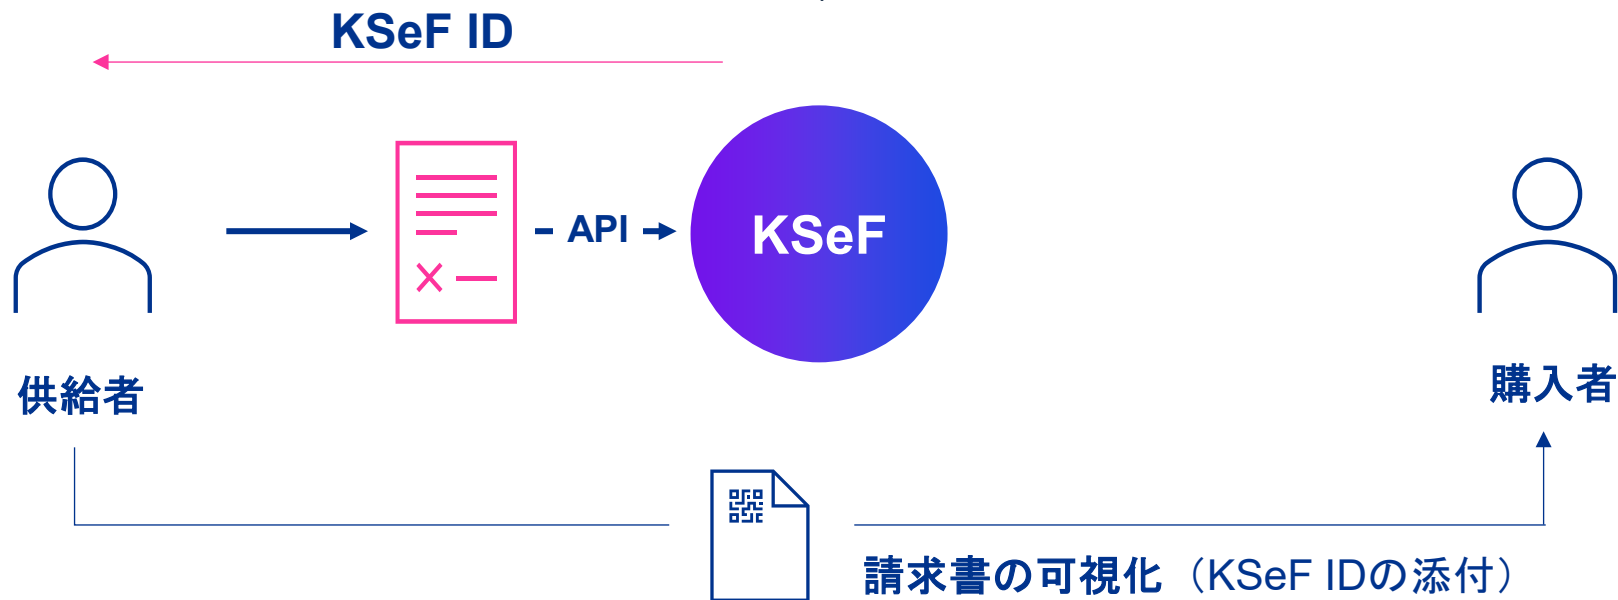 KSeF ID
API
KSeF
供給者
購入者
請求書の可視化（KSeF IDの添付）